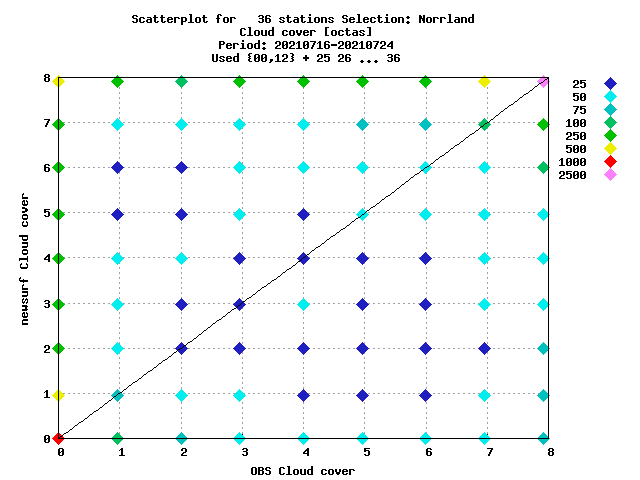 Scatterplot for   36 stations Selection: Norrland
Cloud cover [octas]
Period: 20210716-20210724
Used {00,12} + 25 26 ... 36
8
7
6
5
4
3
2
1
0
newsurf Cloud cover
0 1 2 3 4 5 6 7 8
OBS Cloud cover
25
50
75
100
250
500
1000
2500